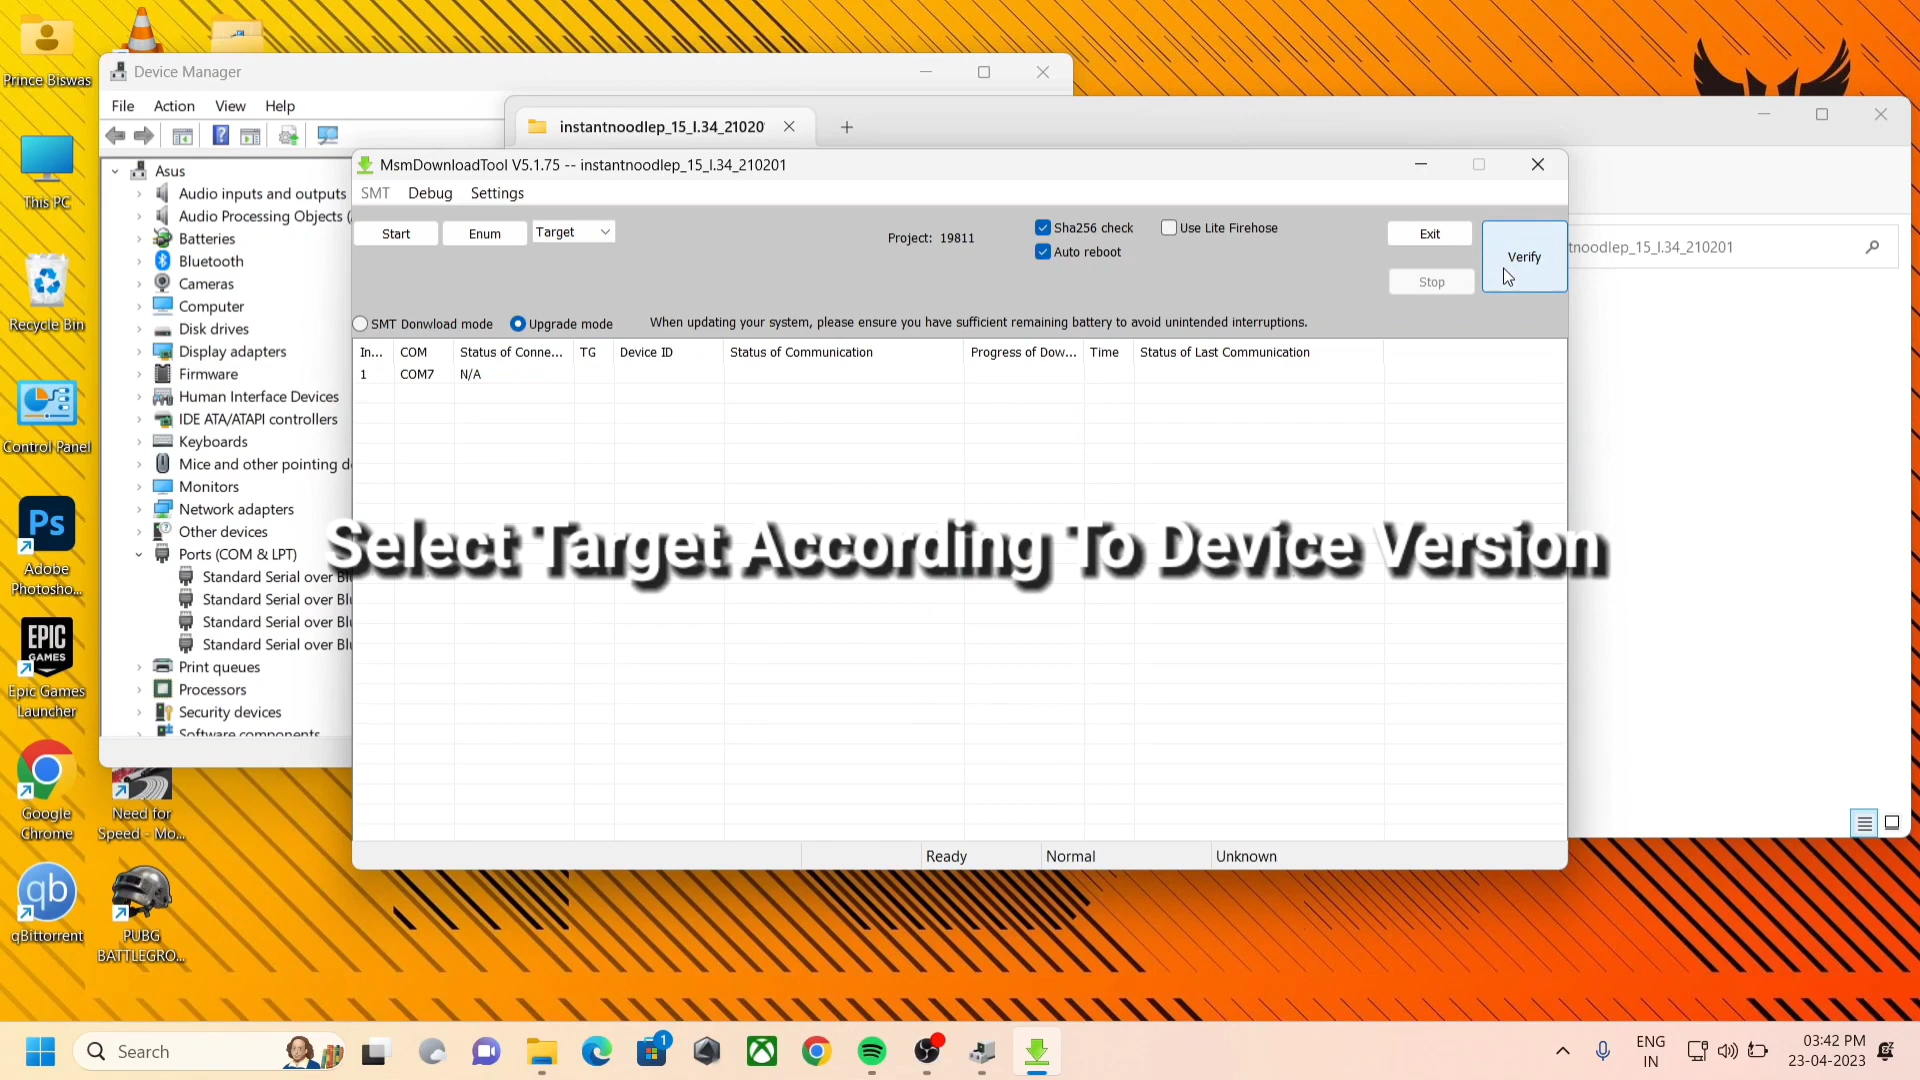 Prince Biswas
This PC
Recycle Bin
Control Panel
Ps
Adobe
Photosho...
EPIC
GAMES
Epic Games
Launcher
Google
Chrome
Need for
Speed - Mo...
qb
qBittorrent
PUBG
BATTLEGRO...
Device Manager
File Action View Help
Asus
Audio inputs and outputs
Audio Processing Objects (
Batteries
Bluetooth
Cameras
Computer
Disk drives
Display adapters
Firmware
Human Interface Devices
IDE ATA/ATAPI controllers
Keyboards
Mice and other pointing d
Monitors
Network adapters
Other devices
Ports (COM & LPT)
Standard Serial over Bl
Standard Serial over Bl
Standard Serial over Bl
Standard Serial over Bl
Print queues
Processors
Security devices
Software components
instantnoodlep_15_I.34_21020
tnoodlep_15_I.34_210201
MsmDownloadTool V5.1.75 -- instantnoodlep_15_I.34_210201
SMT Debug Settings
Start Enum Target Project: 19811 Sha256 check Use Lite Firehose Exit
Auto reboot Verify
Stop
SMT Donwload mode Upgrade mode When updating your system, please ensure you have sufficient remaining battery to avoid unintended interruptions.
In... COM Status of Conne... TG Device ID Status of Communication Progress of Dow... Time Status of Last Communication
1 COM7 N/A
Select Target According To Device Version
Ready Normal Unknown
Search
1
ENG
IN
03:42 PM
23-04-2023